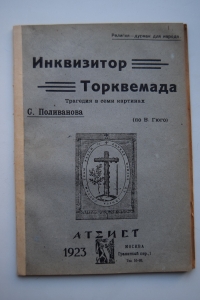 Религия—дурман для народа
Инквизитор
Торквемада
Трагедия в семи картинах
С. Поливанова
(по В. Гюго)
АТЕИСТ
1923
МОСКВА